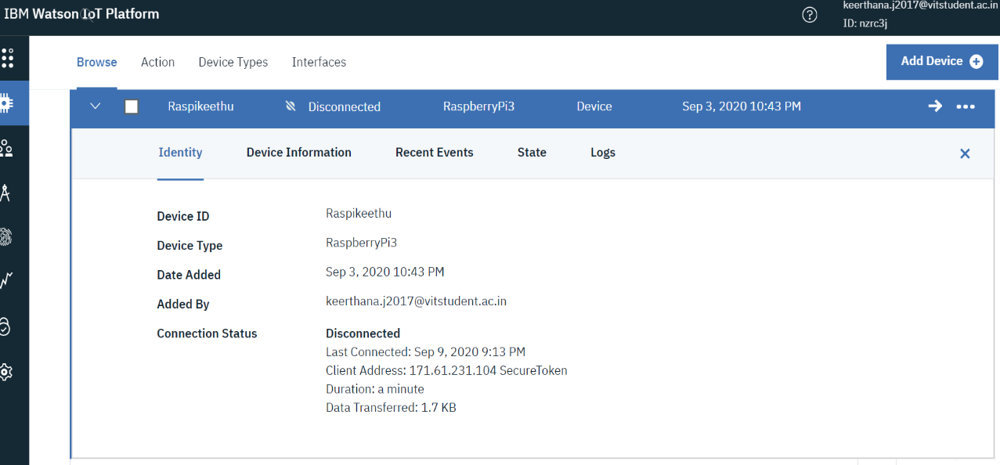 IBM Watson IoT Platform
keerthana.j2017@vitstudent.ac.in
ID: nzrc3j
Browse Action Device Types Interfaces
Add Device
Raspikeethu Disconnected RaspberryPi3 Device Sep 3, 2020 10:43 PM
Identity Device Information Recent Events State Logs
Device ID Raspikeethu
Device Type RaspberryPi3
Date Added Sep 3, 2020 10:43 PM
Added By keerthana.j2017@vitstudent.ac.in
Connection Status Disconnected
Last Connected: Sep 9, 2020 9:13 PM
Client Address: 171.61.231.104 SecureToken
Duration: a minute
Data Transferred: 1.7 KB